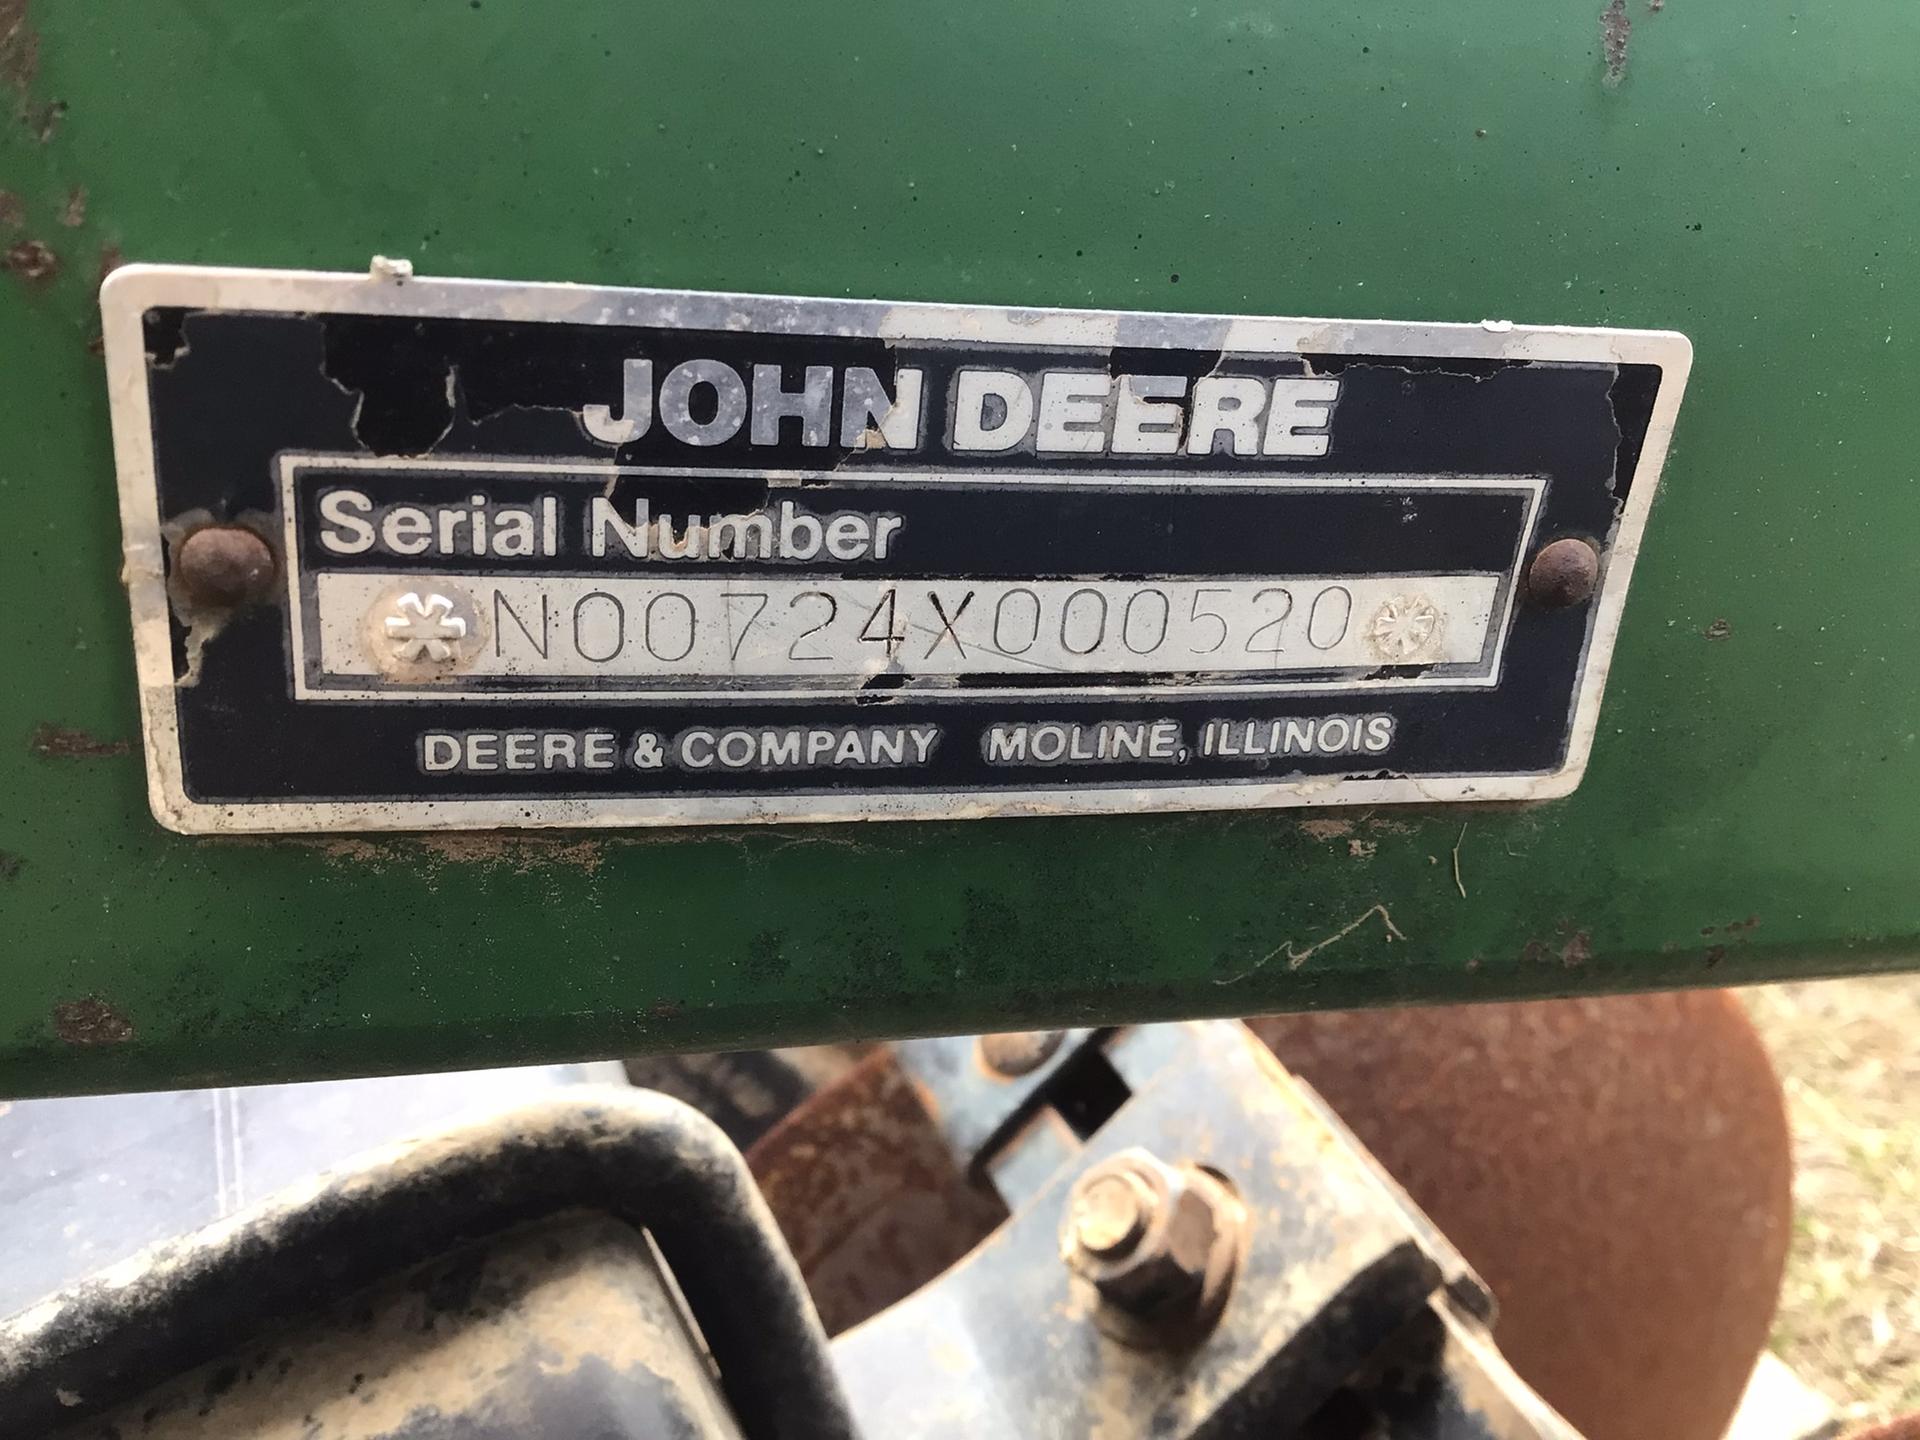 JOHN DEERE
Serial Number
*N00724X000520*
DEERE & COMPANY MOLINE, ILLINOIS